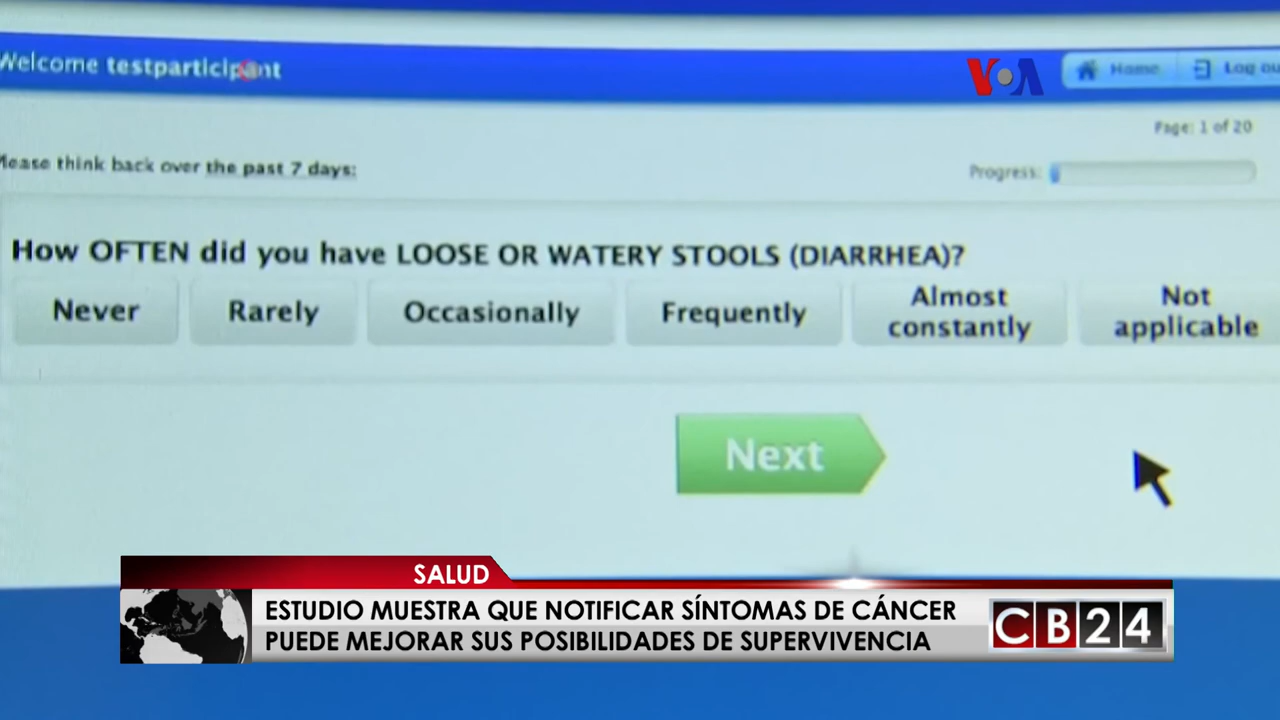 Welcome testparticipant
VOA
Home
Log ou
Page: 1 of 20
lease think back over the past 7 days:
Progress:
How OFTEN did you have LOOSE OR WATERY STOOLS (DIARRHEA)?
Never
Rarely
Occasionally
Frequently
Almost
constantly
Not
applicable
Next
SALUD
ESTUDIO MUESTRA QUE NOTIFICAR SÍNTOMAS DE CÁNCER
PUEDE MEJORAR SUS POSIBILIDADES DE SUPERVIVENCIA
CB24